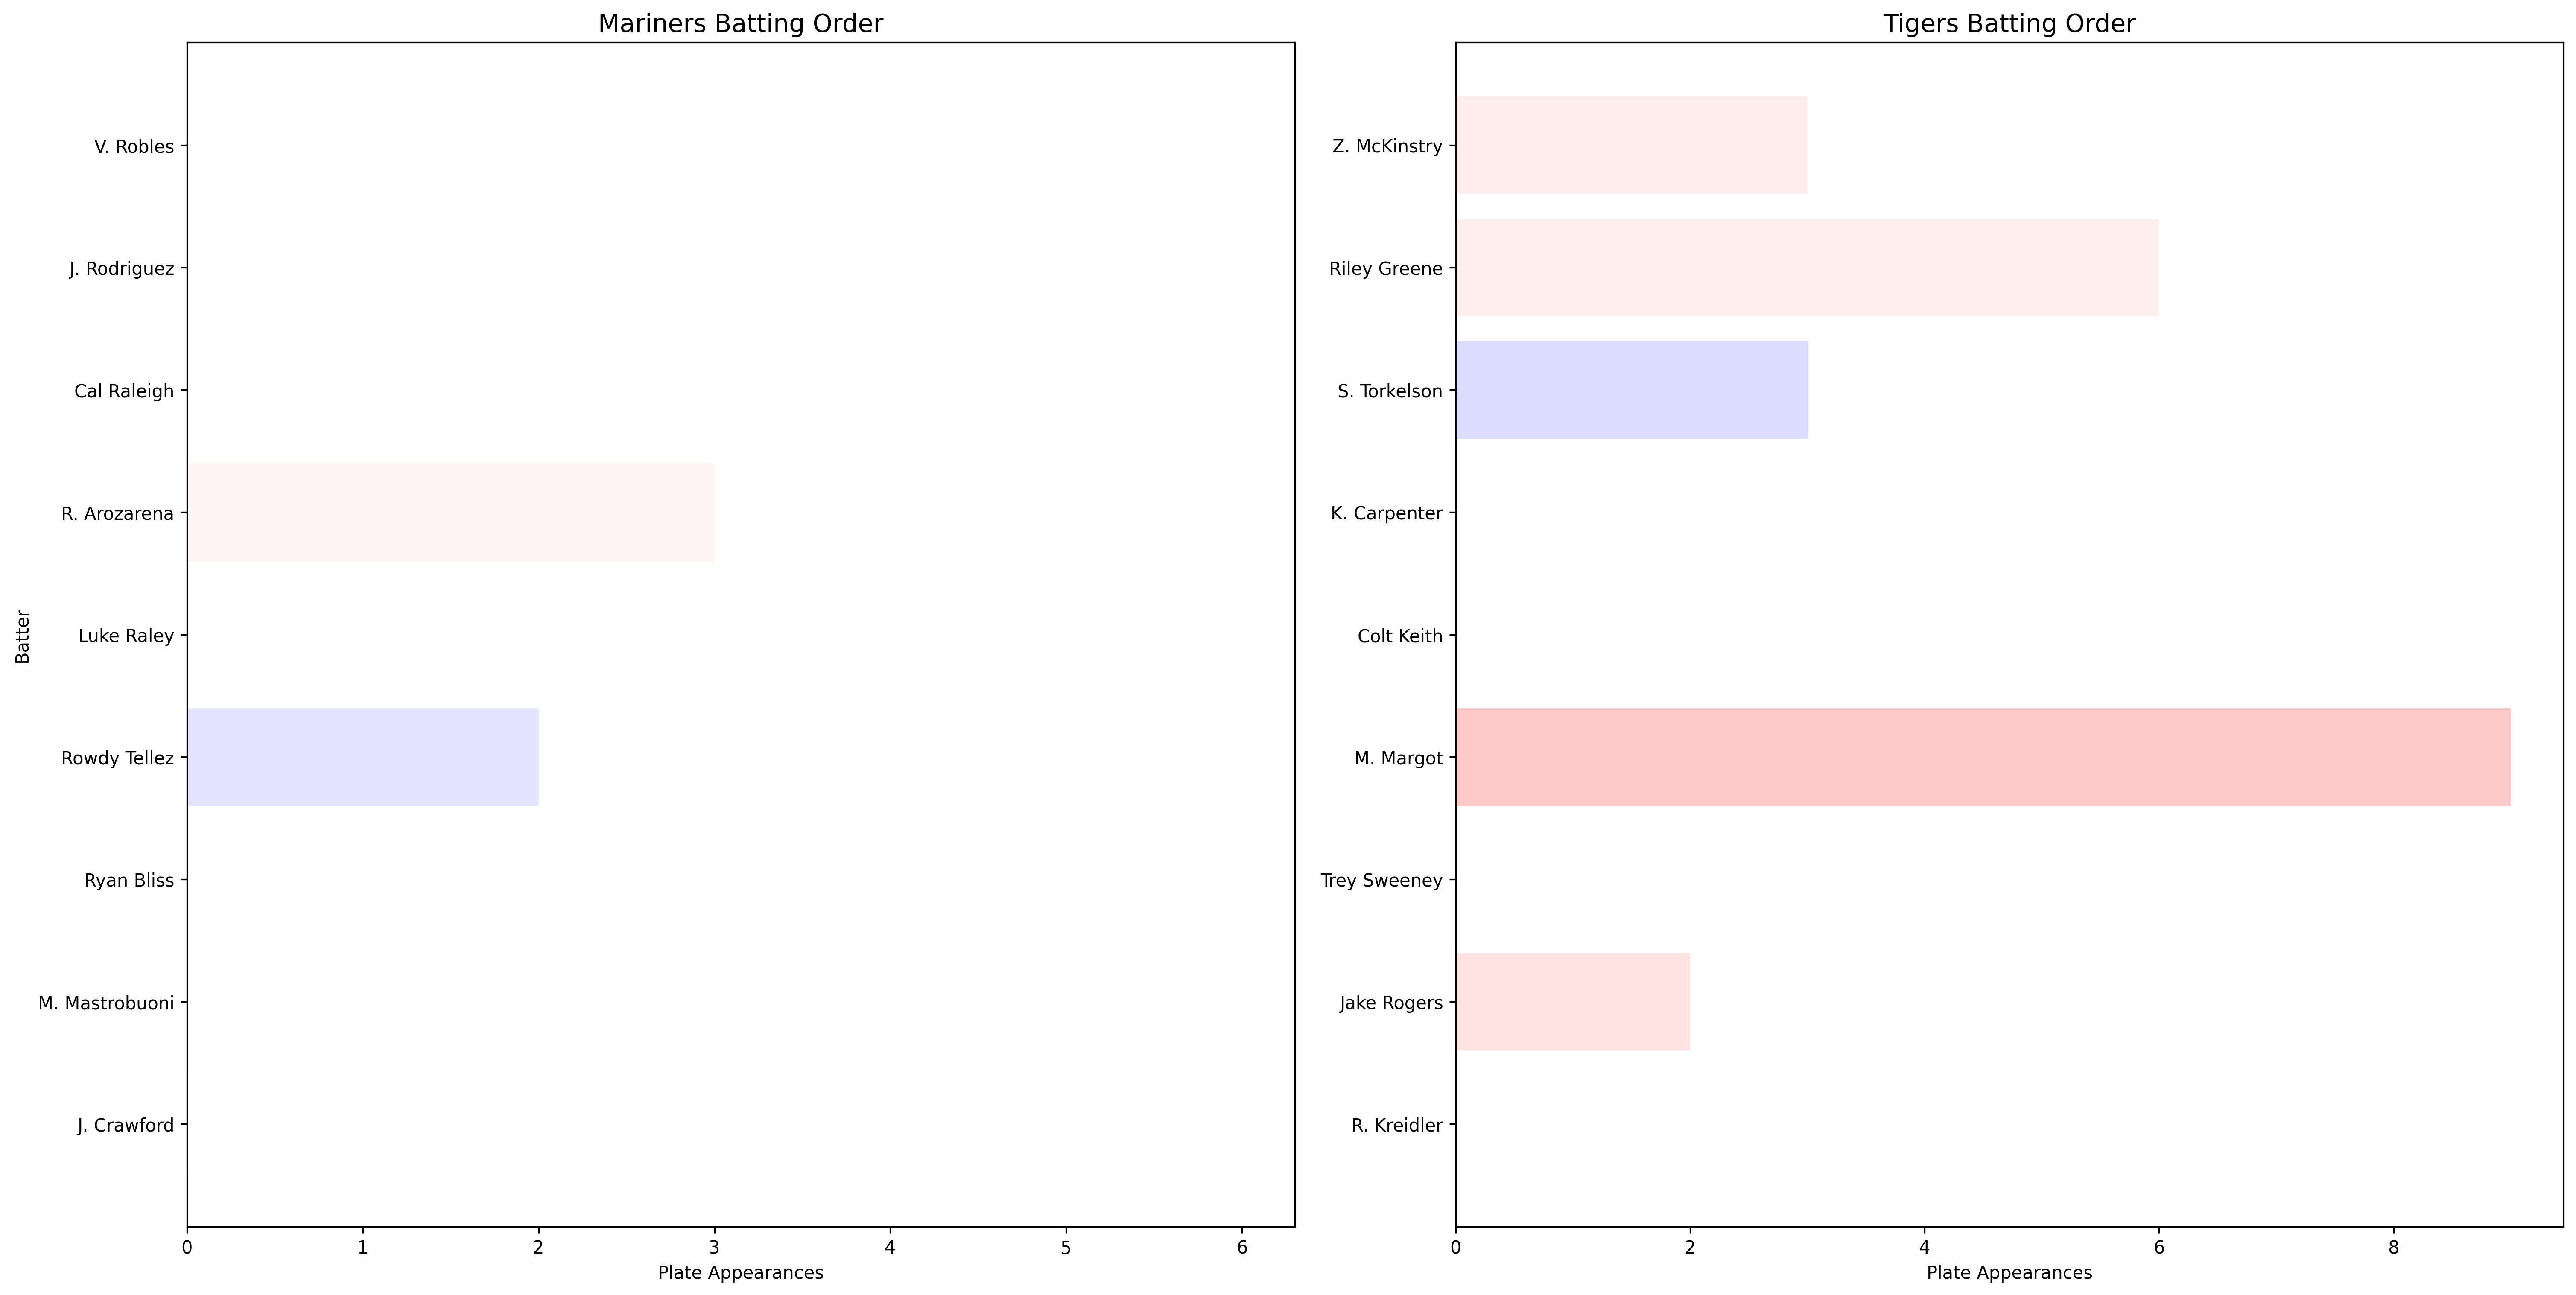 Mariners Batting Order
Batter
V. Robles
J. Rodriguez
Cal Raleigh
R. Arozarena
Luke Raley
Rowdy Tellez
Ryan Bliss
M. Mastrobuoni
J. Crawford
0 1 2 3 4 5 6
Plate Appearances
Tigers Batting Order
Z. McKinstry
Riley Greene
S. Torkelson
K. Carpenter
Colt Keith
M. Margot
Trey Sweeney
Jake Rogers
R. Kreidler
0 2 4 6 8
Plate Appearances